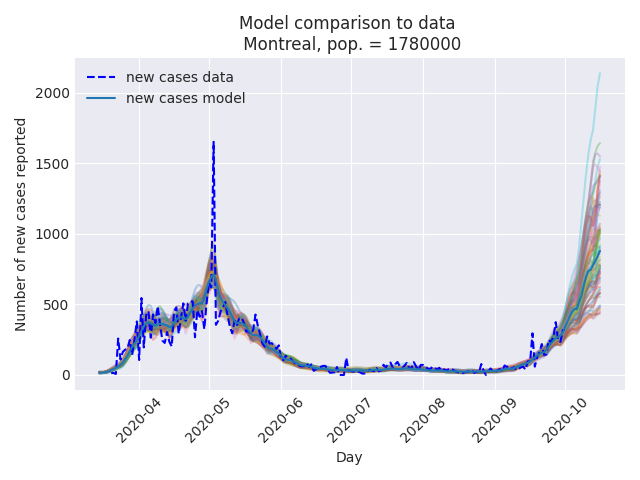 Model comparison to data
Montreal, pop. = 1780000
new cases data
new cases model
Number of new cases reported
2000
1500
1000
500
0
2020-04
2020-05
2020-06
2020-07
2020-08
2020-09
2020-10
Day